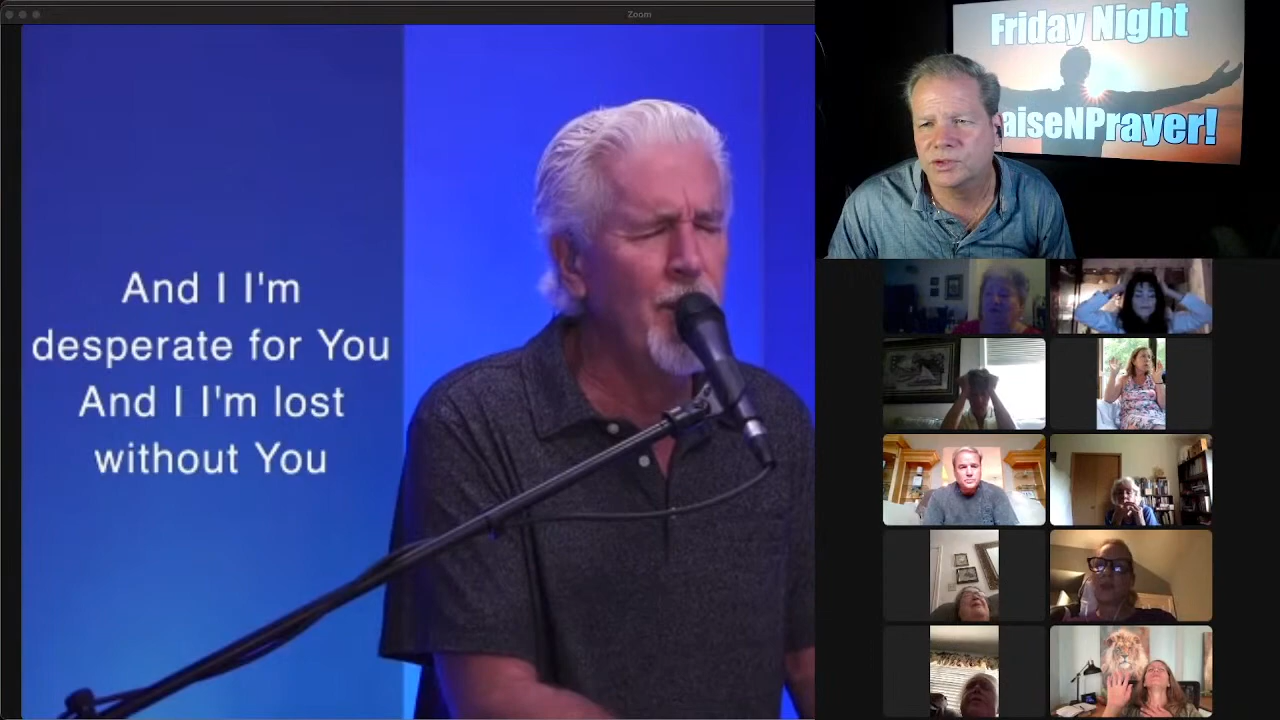 Zoom
Friday Night
aiseNPrayer!
And I I'm
desperate for You
And I I'm lost
without You